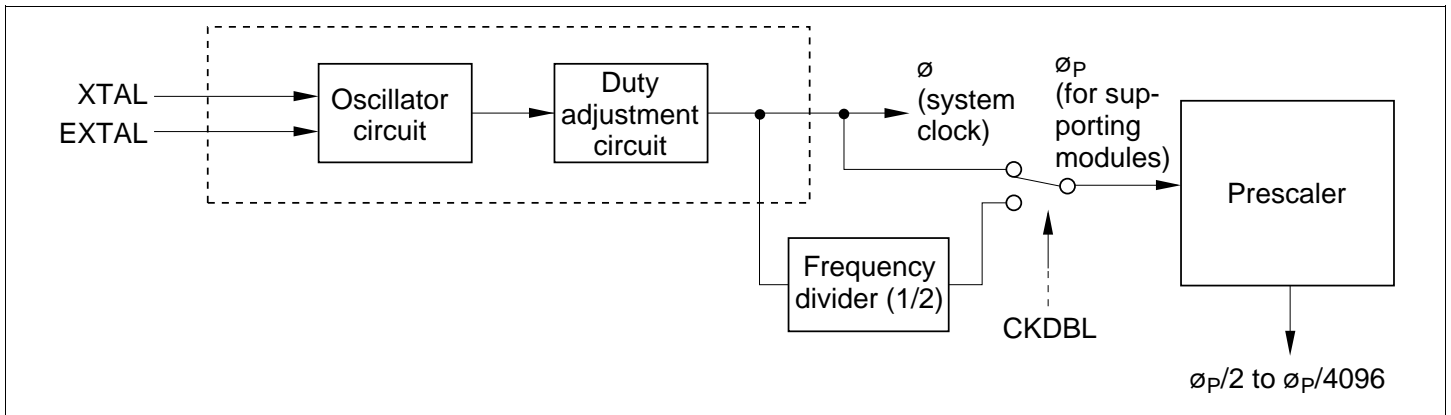 XTAL
EXTAL
Oscillator
circuit
Duty
adjustment
circuit
ø
(system
clock)
øP
(for sup-
porting
modules)
Prescaler
Frequency
divider (1/2)
CKDBL
øP/2 to øP/4096